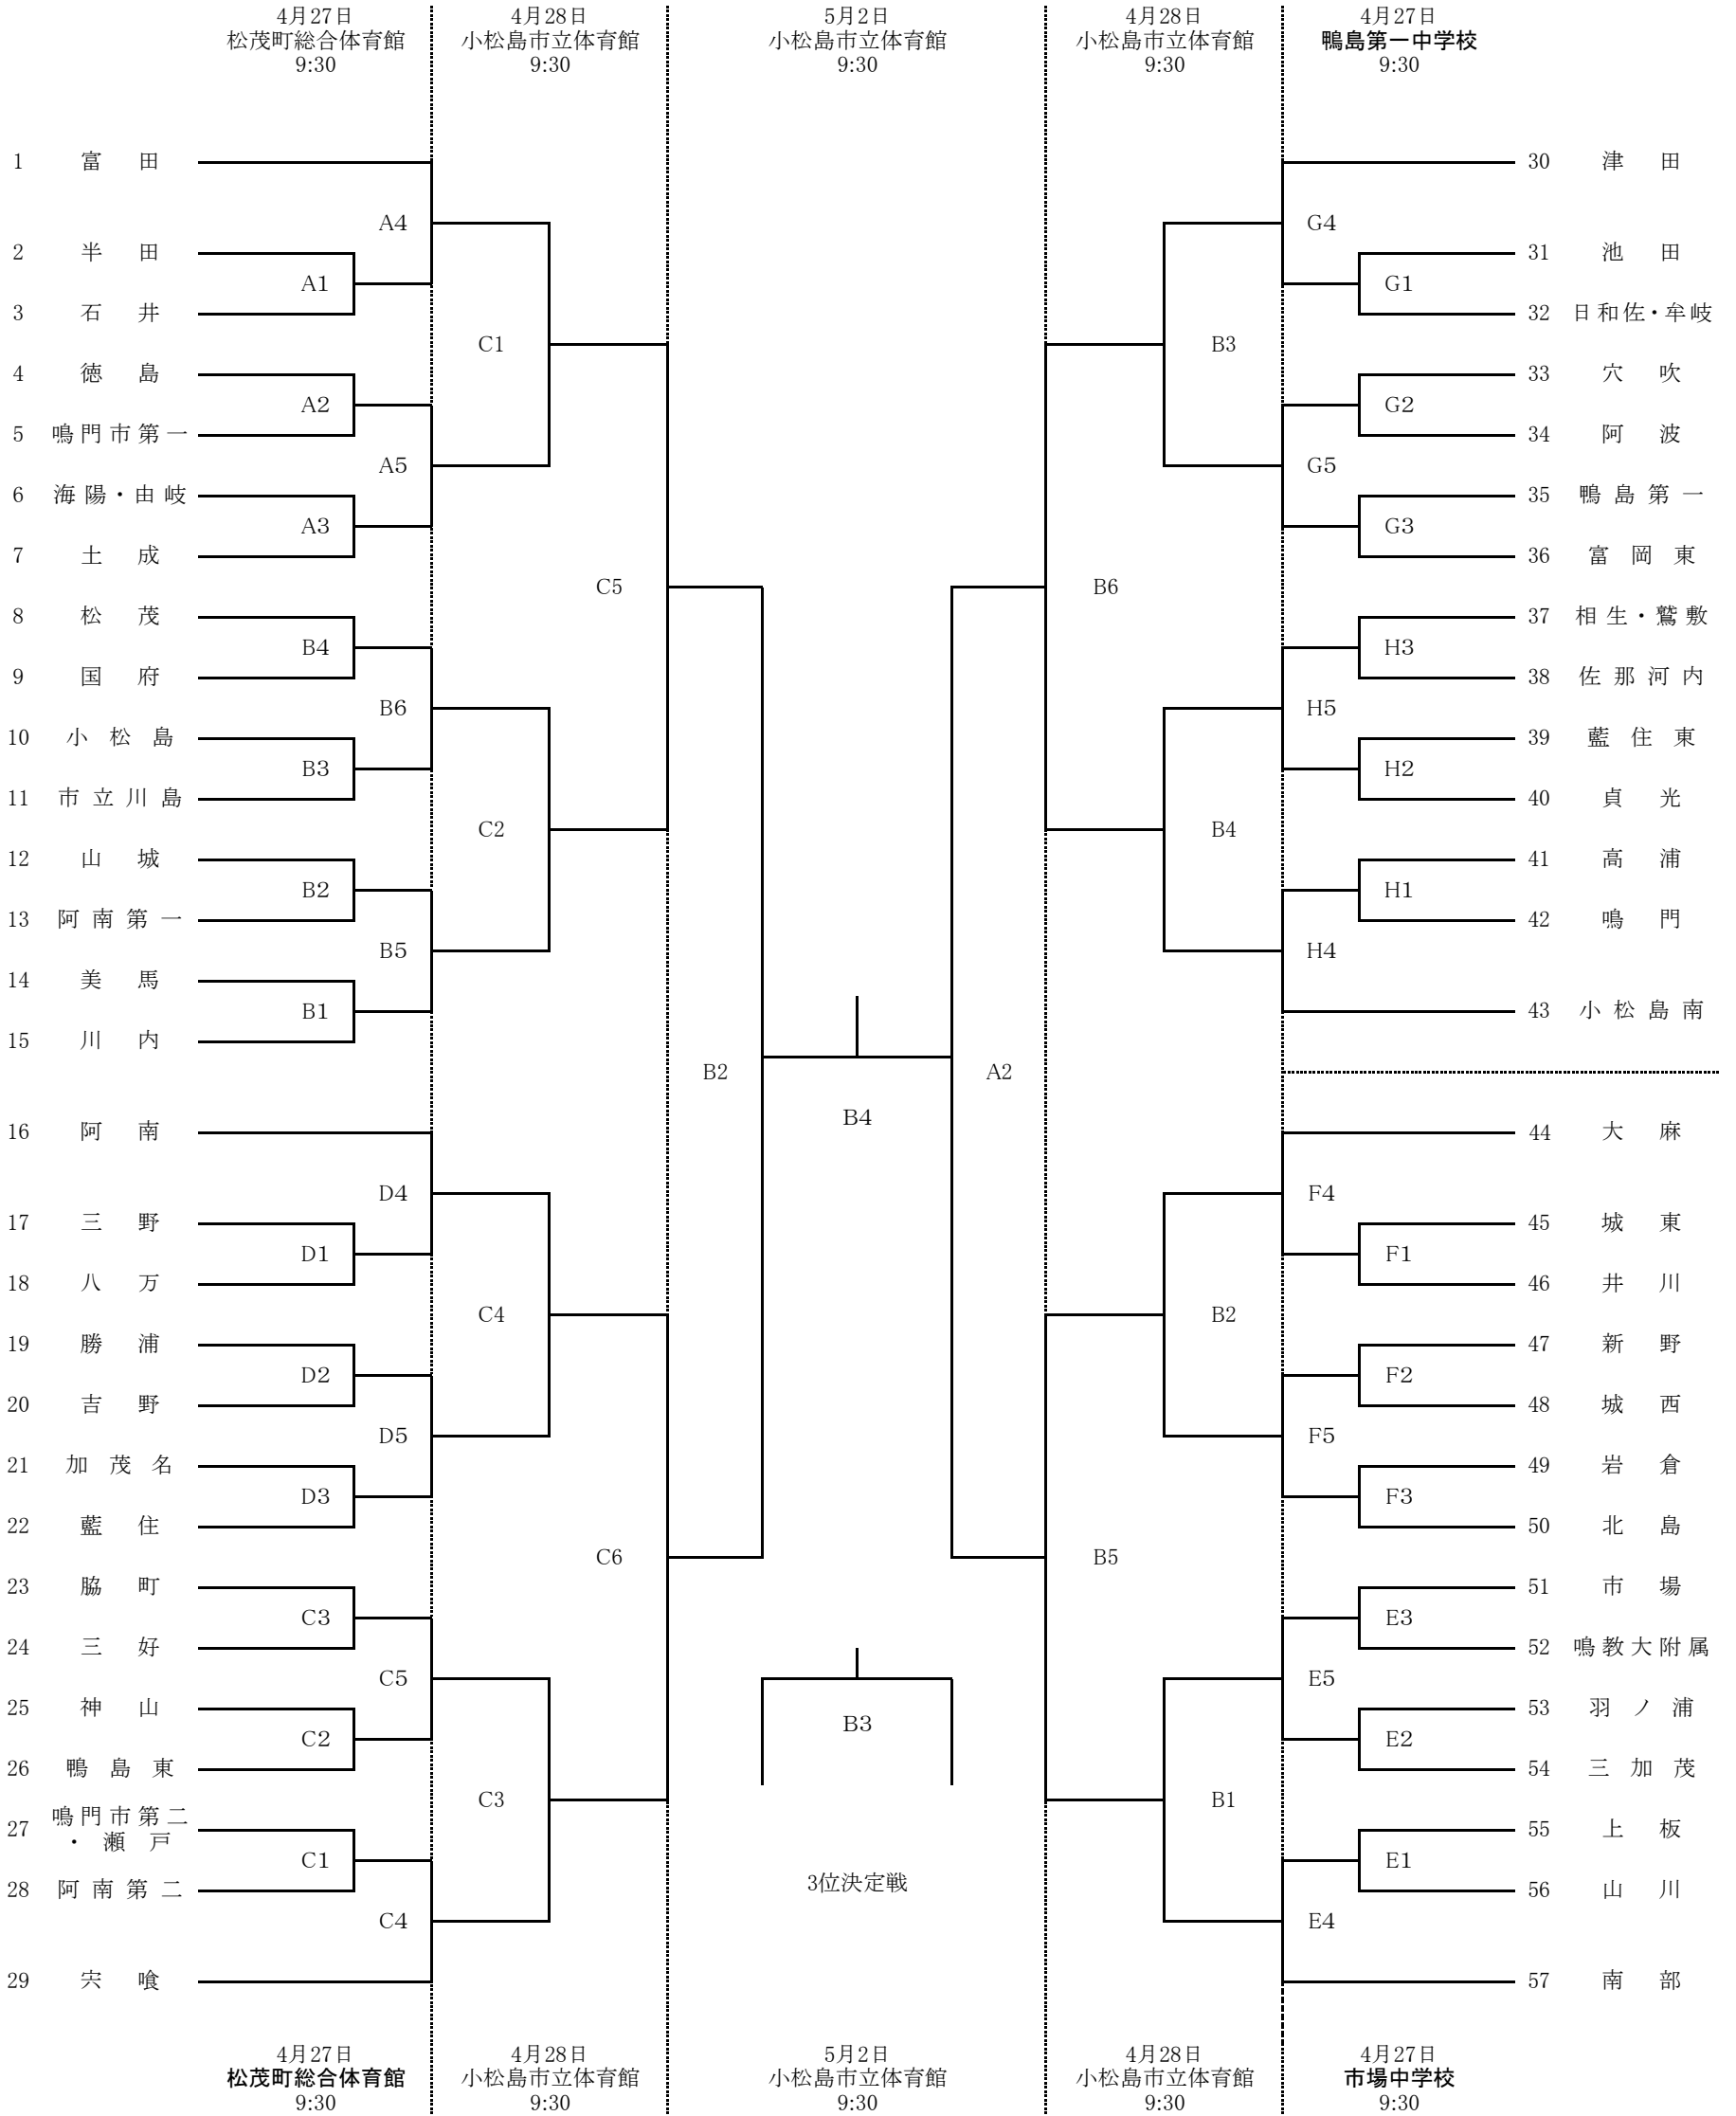 4月27日
松茂町総合体育館
9:30
4月28日
小松島市立体育館
9:30
5月2日
小松島市立体育館
9:30
4月28日
小松島市立体育館
9:30
4月27日
鴨島第一中学校
9:30
1 富田
A4
2 半田
A1
3 石井
C1
4 徳島
A2
5 鳴門市第一
A5
6 海陽・由岐
A3
7 土成
C5
8 松茂
B4
9 国府
B6
10 小松島
B3
11 市立川島
C2
12 山城
B2
13 阿南第一
B5
14 美馬
B1
15 川内
B2
16 阿南
D4
17 三野
D1
18 八万
C4
19 勝浦
D2
20 吉野
D5
21 加茂名
D3
22 藍住
C6
23 脇町
C3
24 三好
C5
25 神山
C2
26 鴨島東
C3
27 鳴門市第二
・瀬戸
C1
28 阿南第二
C4
29 宍喰
B4
B3
3位決定戦
A2
30 津田
G4
31 池田
G1
32 日和佐・牟岐
B3
33 穴吹
G2
34 阿波
G5
35 鴨島第一
G3
36 富岡東
B6
37 相生・鷲敷
H3
38 佐那河内
H5
39 藍住東
H2
40 貞光
B4
41 高浦
H1
42 鳴門
H4
43 小松島南
44 大麻
F4
45 城東
F1
46 井川
B2
47 新野
F2
48 城西
F5
49 岩倉
F3
50 北島
B5
51 市場
E3
52 鳴教大附属
E5
53 羽ノ浦
E2
54 三加茂
B1
55 上板
E1
56 山川
E4
57 南部
4月27日
松茂町総合体育館
9:30
4月28日
小松島市立体育館
9:30
5月2日
小松島市立体育館
9:30
4月28日
小松島市立体育館
9:30
4月27日
市場中学校
9:30